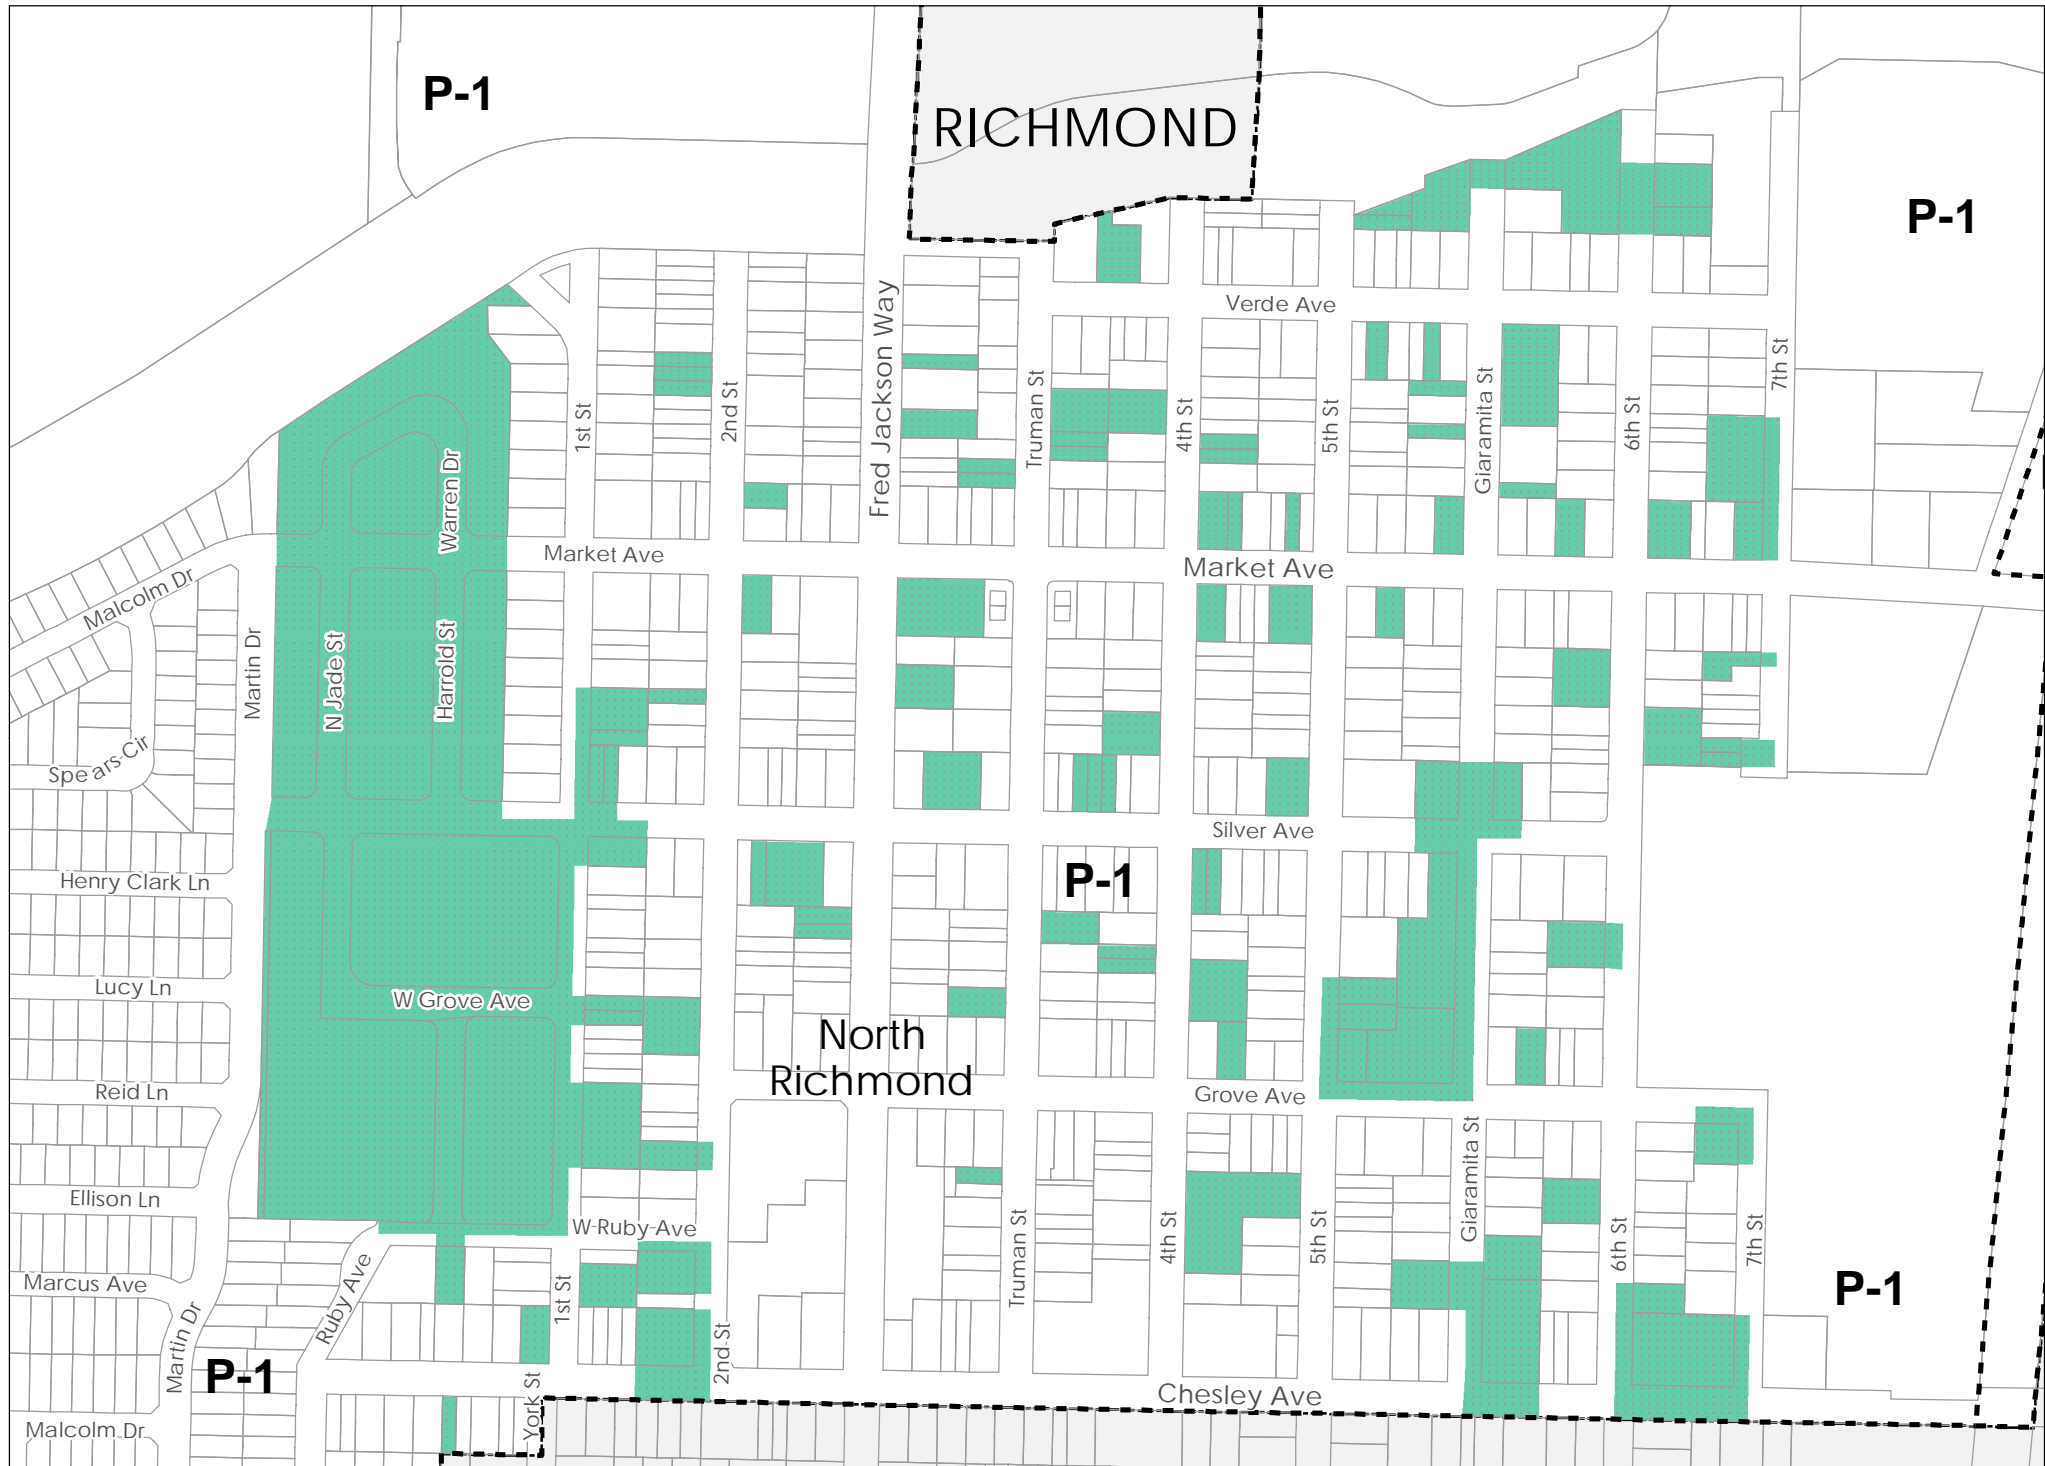 P-1
RICHMOND
P-1
Verde Ave
Fred Jackson Way
1st St
2nd St
Truman St
4th St
5th St
Giaramita St
6th St
7th St
Warren Dr
Market Ave
Market Ave
Malcolm Dr
Martin Dr
N Jade St
Harrold St
Spears Cir
Silver Ave
Henry Clark Ln
P-1
Lucy Ln
W Grove Ave
North
Richmond
Reid Ln
Grove Ave
Ellison Ln
W Ruby Ave
Giaramita St
Truman St
4th St
5th St
6th St
7th St
Marcus Ave
Ruby Ave
1st St
P-1
Martin Dr
P-1
2nd St
York St
Chesley Ave
Malcolm Dr